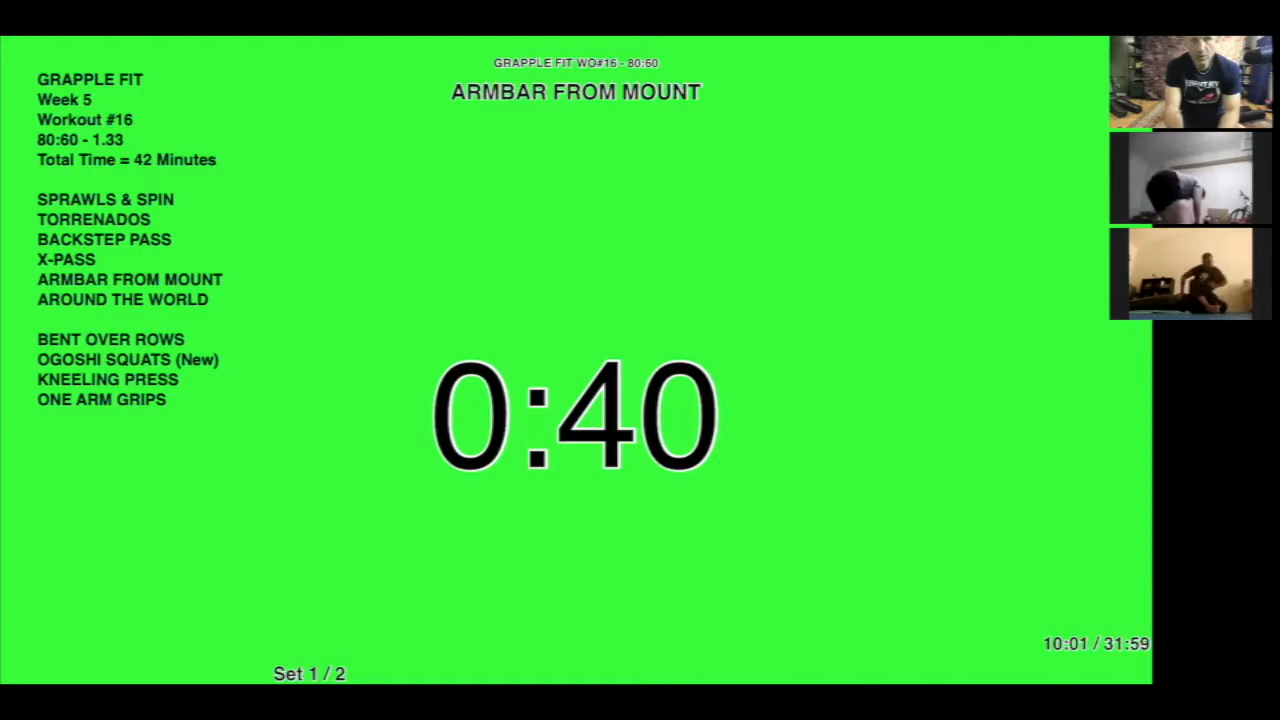 GRAPPLE FIT
Week 5
Workout #16
80:60 - 1.33
Total Time = 42 Minutes
SPRAWLS & SPIN
TORRENADOS
BACKSTEP PASS
X-PASS
ARMBAR FROM MOUNT
AROUND THE WORLD
BENT OVER ROWS
OGOSHI SQUATS (New)
KNEELING PRESS
ONE ARM GRIPS
GRAPPLE FIT WO#16 - 80:60
ARMBAR FROM MOUNT
0:40
10:01 / 31:59
Set 1 / 2